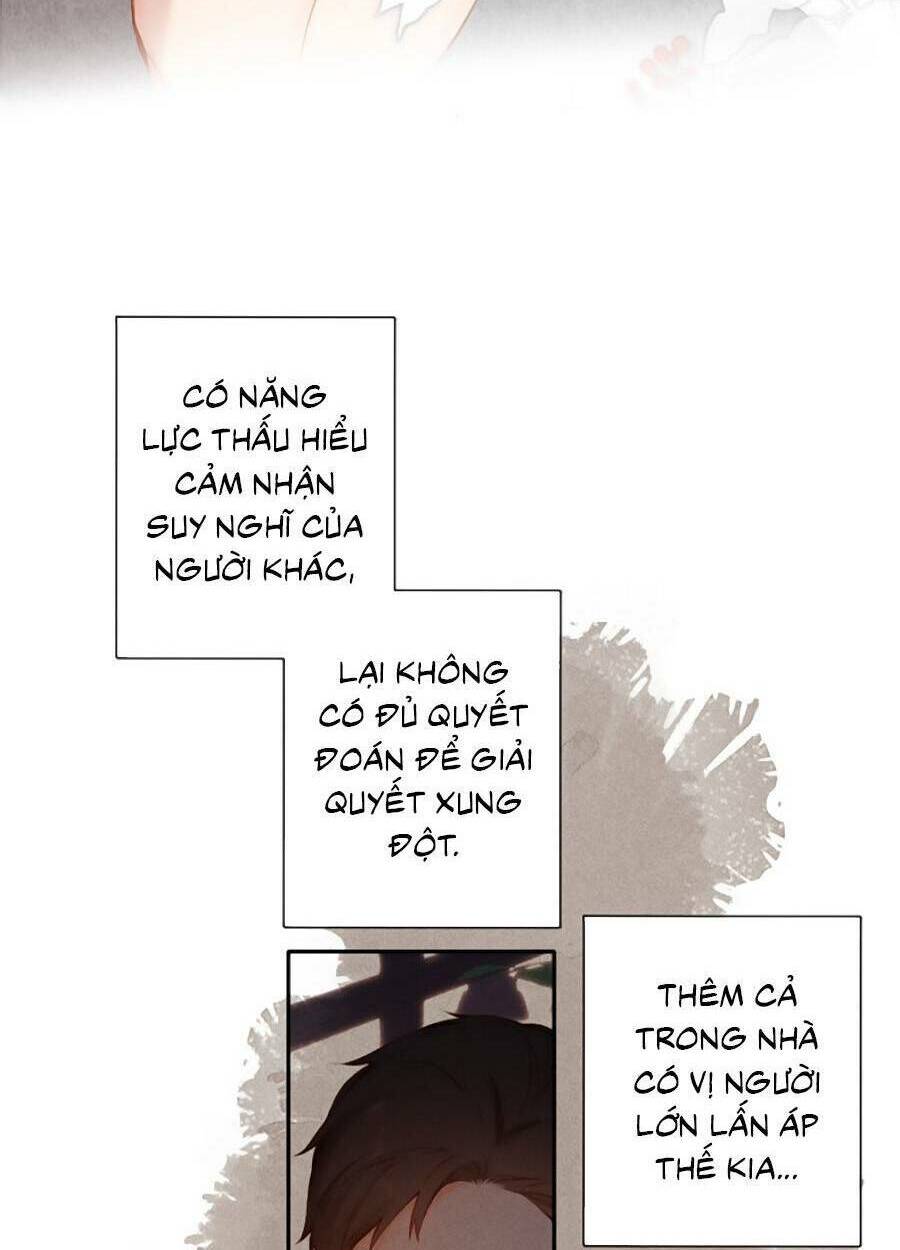 CÓ NĂNG
LỰC THẤU HIỂU
CẢM NHẬN
SUY NGHĨ CỦA
NGƯỜI KHÁC,
LẠI KHÔNG
CÓ ĐỦ QUYẾT
ĐOÁN ĐỂ GIẢI
QUYẾT XUNG
ĐỘT.
THÊM CẢ
TRONG NHÀ
CÓ VỊ NGƯỜI
LỚN LẤN ÁP
THẾ KIA...